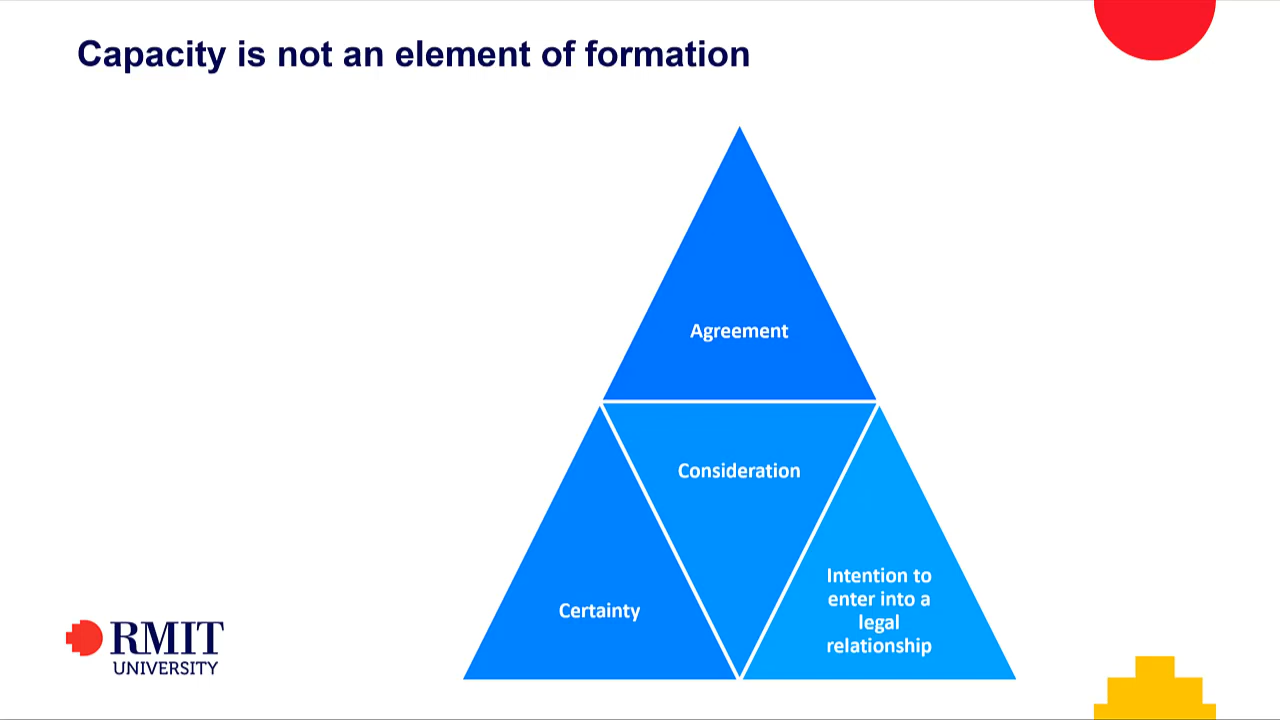 Capacity is not an element of formation
Agreement
Consideration
Certainty
Intention to
enter into a
legal
relationship
RMIT
UNIVERSITY